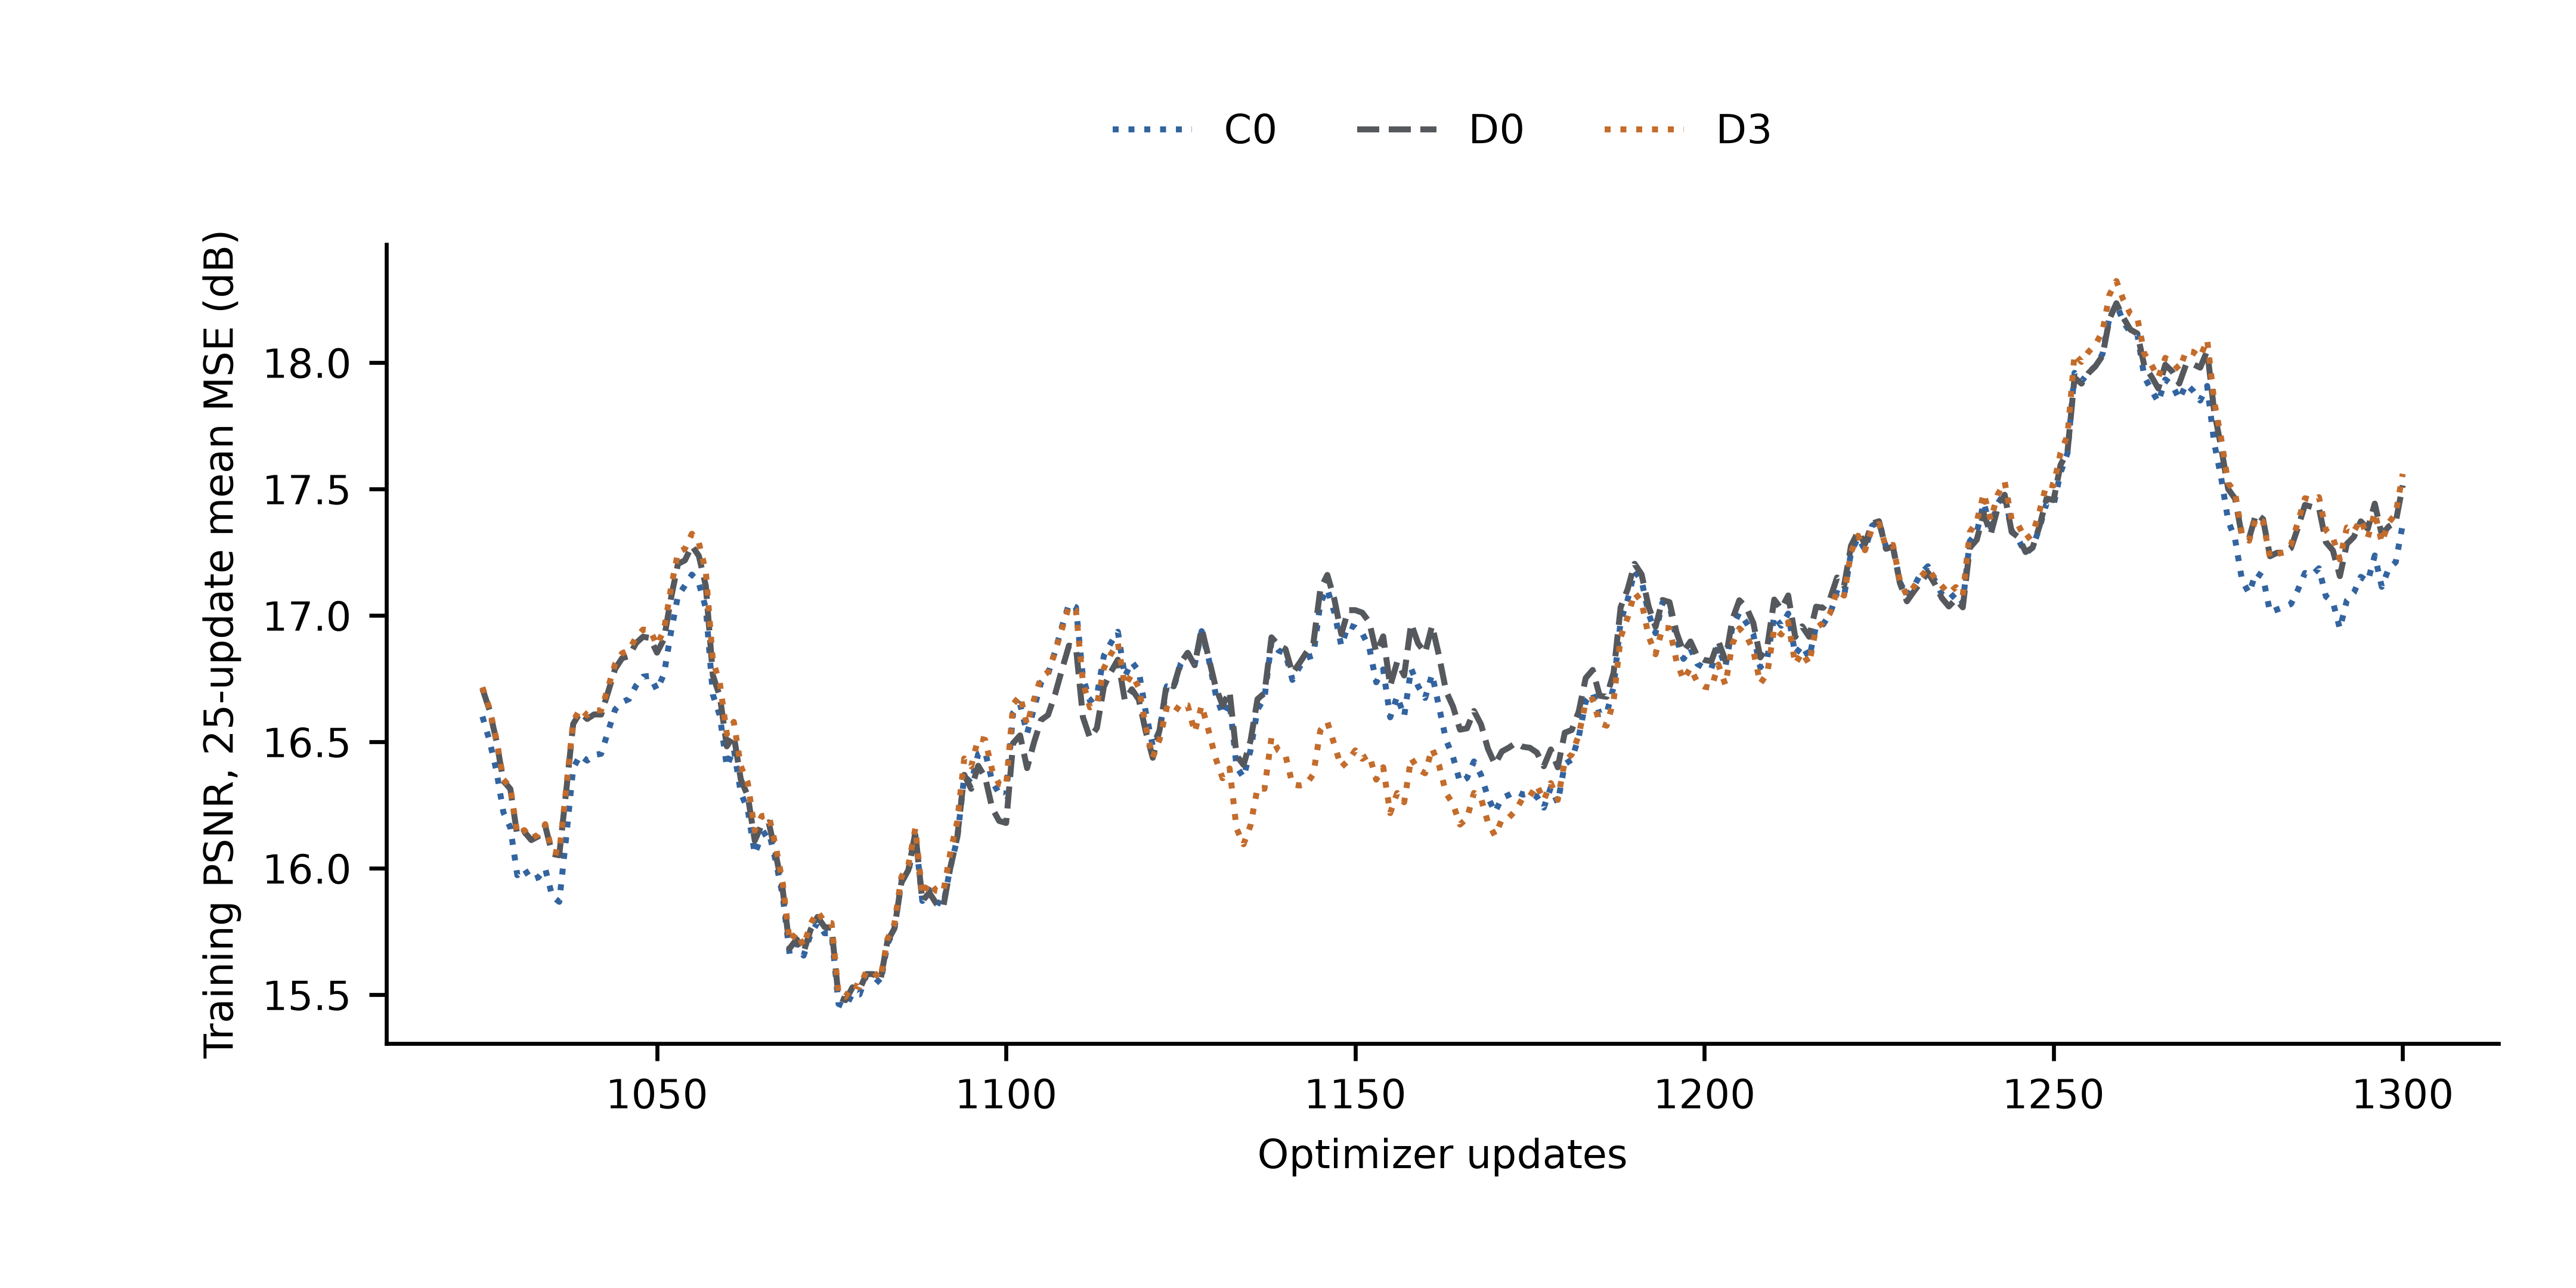 C0 D0 D3
Training PSNR, 25-update mean MSE (dB)
18.0
17.5
17.0
16.5
16.0
15.5
1050 1100 1150 1200 1250 1300
Optimizer updates